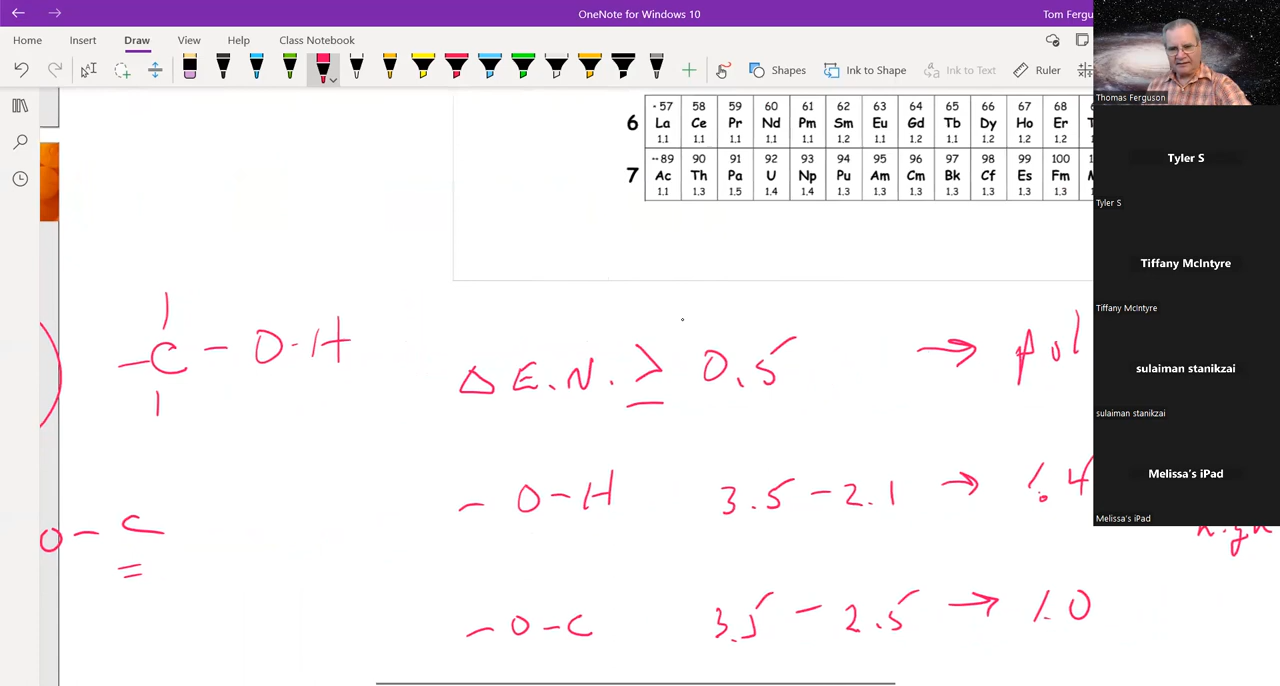 OneNote for Windows 10
Tom Fergu
Home Insert Draw View Help Class Notebook
Shapes Ink to Shape Ink to Text Ruler
Thomas Ferguson
Tyler S
Tyler S
Tiffany McIntyre
Tiffany McIntyre
sulaiman stanikzai
sulaiman stanikzai
Melissa's iPad
Melissa's iPad
6
· 57 58 59 60 61 62 63 64 65 66 67 68
La Ce Pr Nd Pm Sm Eu Gd Tb Dy Ho Er
1.1 1.1 1.1 1.1 1.1 1.2 1.1 1.1 1.2 1.2 1.2 1.2
7
·· 89 90 91 92 93 94 95 96 97 98 99 100
Ac Th Pa U Np Pu Am Cm Bk Cf Es Fm
1.1 1.3 1.5 1.4 1.4 1.3 1.3 1.3 1.3 1.3 1.3 1.3
- C - O - H
Δ E.N. ≥ 0.5 → pol
- O - H 3.5 - 2.1 → 1.4
O - C
- O - C 3.5 - 2.5 → 1.0